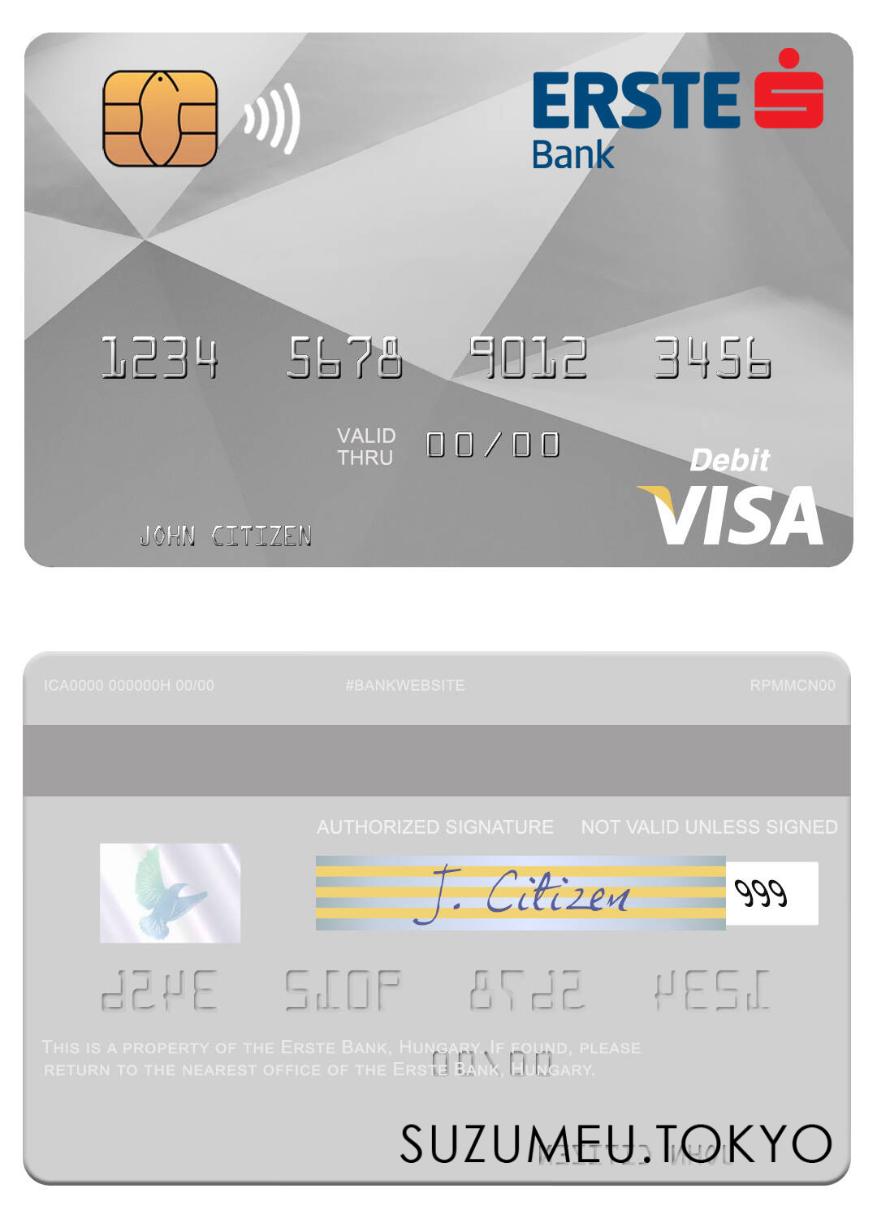 ERSTE
Bank
1234 5678 9012 3456
VALID THRU 00/00
Debit
VISA
JOHN CITIZEN
ICA0000 000000H 00/00 #BANKWEBSITE RPMMCN00
AUTHORIZED SIGNATURE NOT VALID UNLESS SIGNED
J. Citizen 999
THIS IS A PROPERTY OF THE ERSTE BANK, HUNGARY. IF FOUND, PLEASE
RETURN TO THE NEAREST OFFICE OF THE ERSTE BANK, HUNGARY.
SUZUMEU.TOKYO